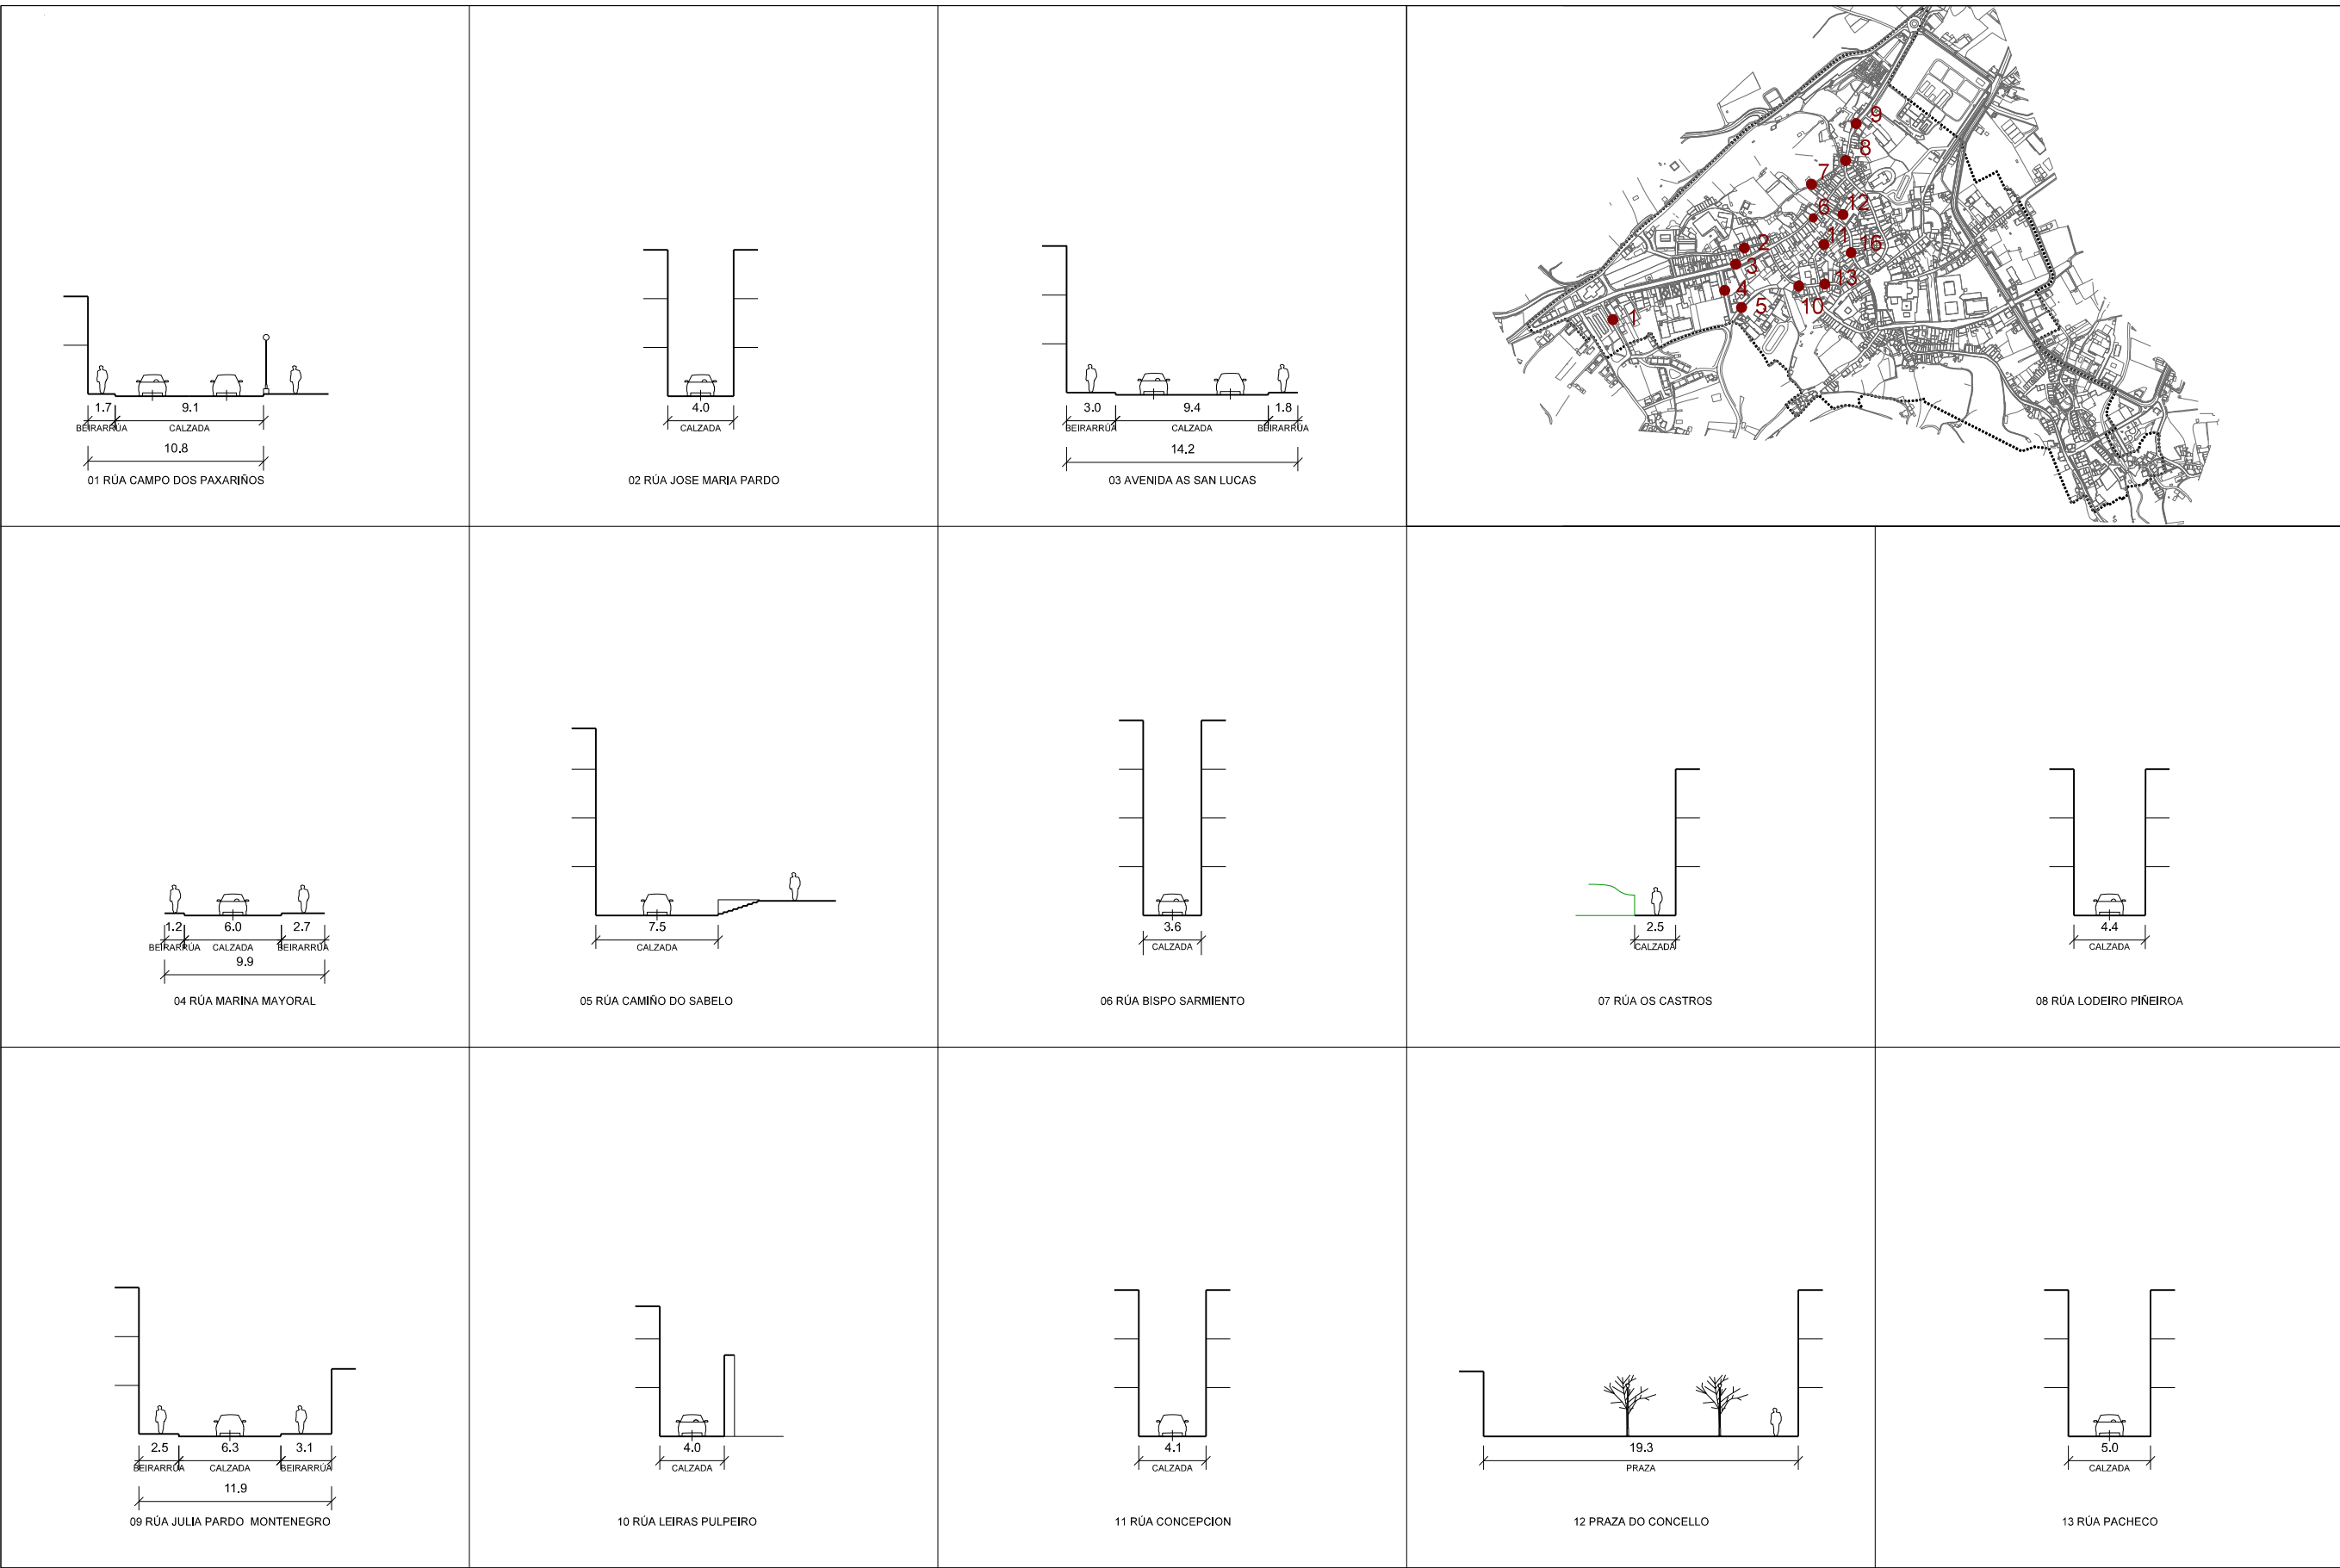 1.7 9.1
BEIRARRÚA CALZADA
10.8
01 RÚA CAMPO DOS PAXARIÑOS
4.0
CALZADA
02 RÚA JOSE MARIA PARDO
3.0 9.4 1.8
BEIRARRÚA CALZADA BEIRARRÚA
14.2
03 AVENIDA AS SAN LUCAS
9
8
7
6 12
2 11 16
3
4 13
5 10
1
1.2 6.0 2.7
BEIRARRÚA CALZADA BEIRARRÚA
9.9
04 RÚA MARINA MAYORAL
7.5
CALZADA
05 RÚA CAMIÑO DO SABELO
3.6
CALZADA
06 RÚA BISPO SARMIENTO
2.5
CALZADA
07 RÚA OS CASTROS
4.4
CALZADA
08 RÚA LODEIRO PIÑEIROA
2.5 6.3 3.1
BEIRARRÚA CALZADA BEIRARRÚA
11.9
09 RÚA JULIA PARDO MONTENEGRO
4.0
CALZADA
10 RÚA LEIRAS PULPEIRO
4.1
CALZADA
11 RÚA CONCEPCION
19.3
PRAZA
12 PRAZA DO CONCELLO
5.0
CALZADA
13 RÚA PACHECO